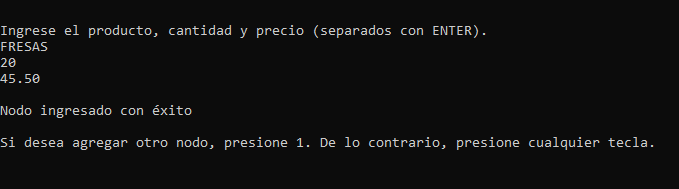 Ingrese el producto, cantidad y precio (separados con ENTER).
FRESAS
20
45.50
Nodo ingresado con éxito
Si desea agregar otro nodo, presione 1. De lo contrario, presione cualquier tecla.